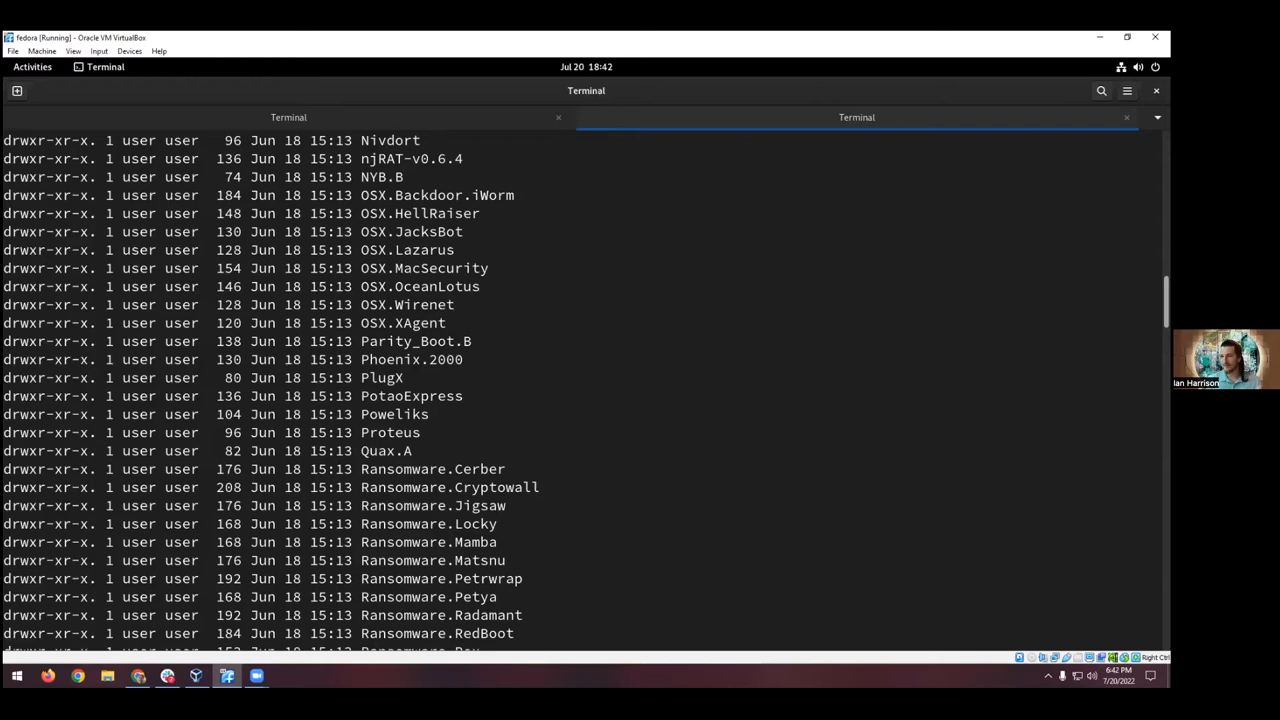 fedora [Running] - Oracle VM VirtualBox
File Machine View Input Devices Help
Activities Terminal Jul 20 18:42
Terminal
Terminal Terminal
drwxr-xr-x. 1 user user 96 Jun 18 15:13 Nivdort
drwxr-xr-x. 1 user user 136 Jun 18 15:13 njRAT-v0.6.4
drwxr-xr-x. 1 user user 74 Jun 18 15:13 NYB.B
drwxr-xr-x. 1 user user 184 Jun 18 15:13 OSX.Backdoor.iWorm
drwxr-xr-x. 1 user user 148 Jun 18 15:13 OSX.HellRaiser
drwxr-xr-x. 1 user user 130 Jun 18 15:13 OSX.JacksBot
drwxr-xr-x. 1 user user 128 Jun 18 15:13 OSX.Lazarus
drwxr-xr-x. 1 user user 154 Jun 18 15:13 OSX.MacSecurity
drwxr-xr-x. 1 user user 146 Jun 18 15:13 OSX.OceanLotus
drwxr-xr-x. 1 user user 128 Jun 18 15:13 OSX.Wirenet
drwxr-xr-x. 1 user user 120 Jun 18 15:13 OSX.XAgent
drwxr-xr-x. 1 user user 138 Jun 18 15:13 Parity_Boot.B
drwxr-xr-x. 1 user user 130 Jun 18 15:13 Phoenix.2000
drwxr-xr-x. 1 user user 80 Jun 18 15:13 PlugX
drwxr-xr-x. 1 user user 136 Jun 18 15:13 PotaoExpress
drwxr-xr-x. 1 user user 104 Jun 18 15:13 Poweliks
drwxr-xr-x. 1 user user 96 Jun 18 15:13 Proteus
drwxr-xr-x. 1 user user 82 Jun 18 15:13 Quax.A
drwxr-xr-x. 1 user user 176 Jun 18 15:13 Ransomware.Cerber
drwxr-xr-x. 1 user user 208 Jun 18 15:13 Ransomware.Cryptowall
drwxr-xr-x. 1 user user 176 Jun 18 15:13 Ransomware.Jigsaw
drwxr-xr-x. 1 user user 168 Jun 18 15:13 Ransomware.Locky
drwxr-xr-x. 1 user user 168 Jun 18 15:13 Ransomware.Mamba
drwxr-xr-x. 1 user user 176 Jun 18 15:13 Ransomware.Matsnu
drwxr-xr-x. 1 user user 192 Jun 18 15:13 Ransomware.Petrwrap
drwxr-xr-x. 1 user user 168 Jun 18 15:13 Ransomware.Petya
drwxr-xr-x. 1 user user 192 Jun 18 15:13 Ransomware.Radamant
drwxr-xr-x. 1 user user 184 Jun 18 15:13 Ransomware.RedBoot
Ian Harrison
Right Ctrl
6:42 PM
7/20/2022